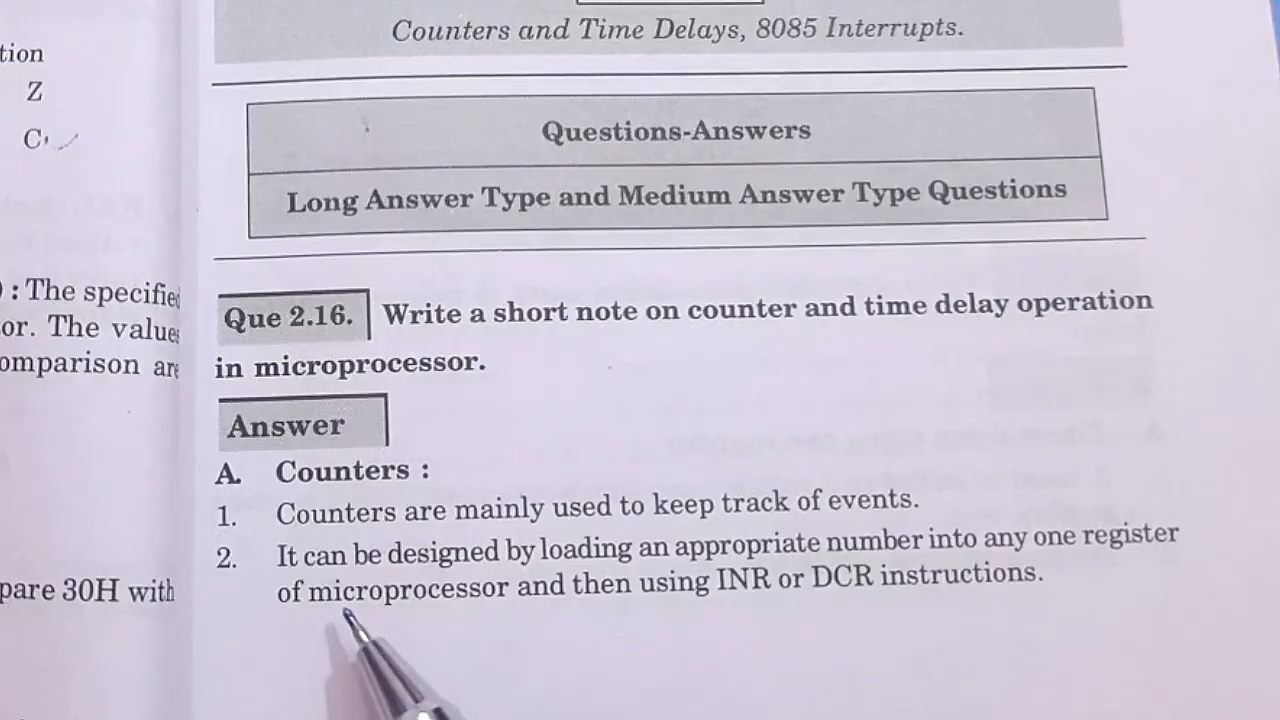 Counters and Time Delays, 8085 Interrupts.
Questions-Answers
Long Answer Type and Medium Answer Type Questions
Que 2.16. Write a short note on counter and time delay operation
in microprocessor.
Answer
A. Counters :
1. Counters are mainly used to keep track of events.
2. It can be designed by loading an appropriate number into any one register
of microprocessor and then using INR or DCR instructions.
tion
Z
C
) : The specified
or. The values
omparison are
pare 30H with